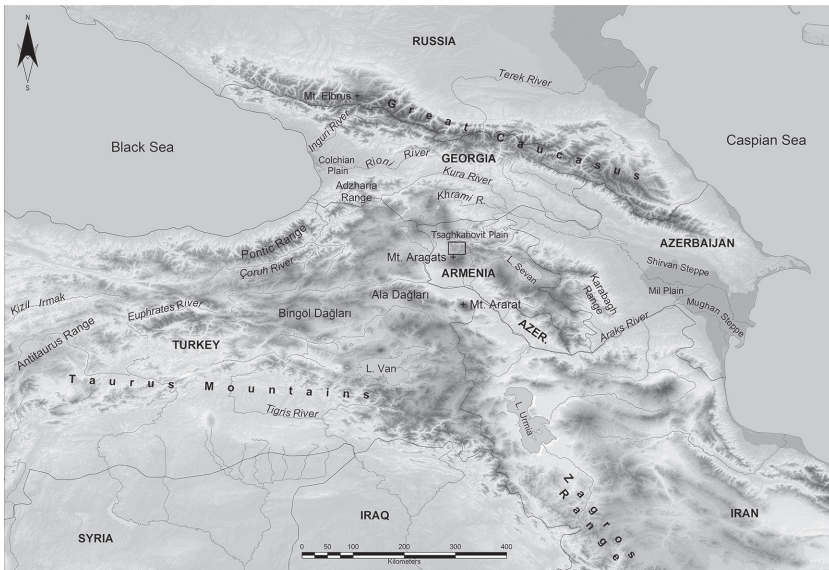 N
S
RUSSIA
Terek River
Mt. Elbrus
Great Caucasus
Black Sea
Caspian Sea
Inguri River
Colchian
Plain
Rioni River
GEORGIA
Kura River
Adzharia
Range
Khrami R.
Tsaghkahovit Plain
Pontic Range
Mt. Aragats
AZERBAIJAN
Çoruh River
ARMENIA
L. Sevan
Shirvan Steppe
Karabagh
Range
Mil Plain
Mughan Steppe
Kizil Irmak
Euphrates River
Ala Dağları
Mt. Ararat
Bingöl Dağları
AZER.
Araks River
Antitaurus Range
TURKEY
L. Van
Taurus Mountains
Tigris River
L. Urmia
Zagros
Range
IRAN
IRAQ
SYRIA
0 50 100 200 300 400
Kilometers